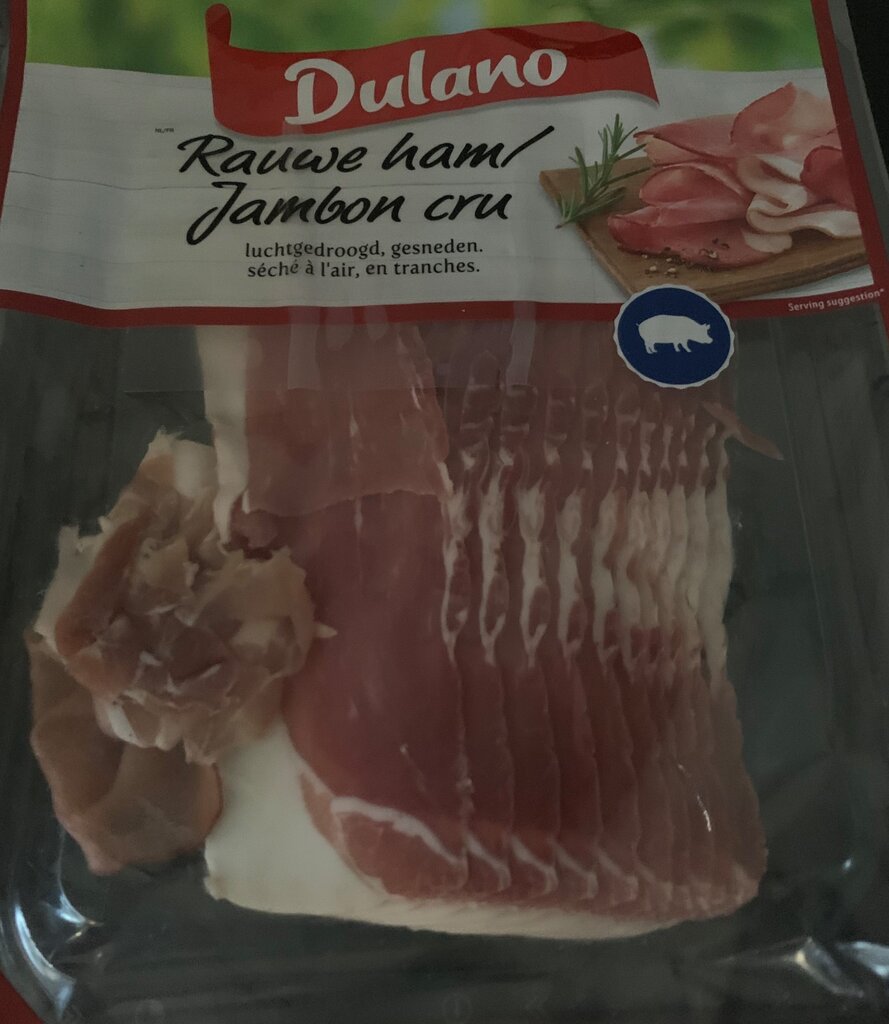 Dulano
NL/FR
Rauwe ham/
Jambon cru
luchtgedroogd, gesneden.
séché à l'air, en tranches.
Serving suggestion*